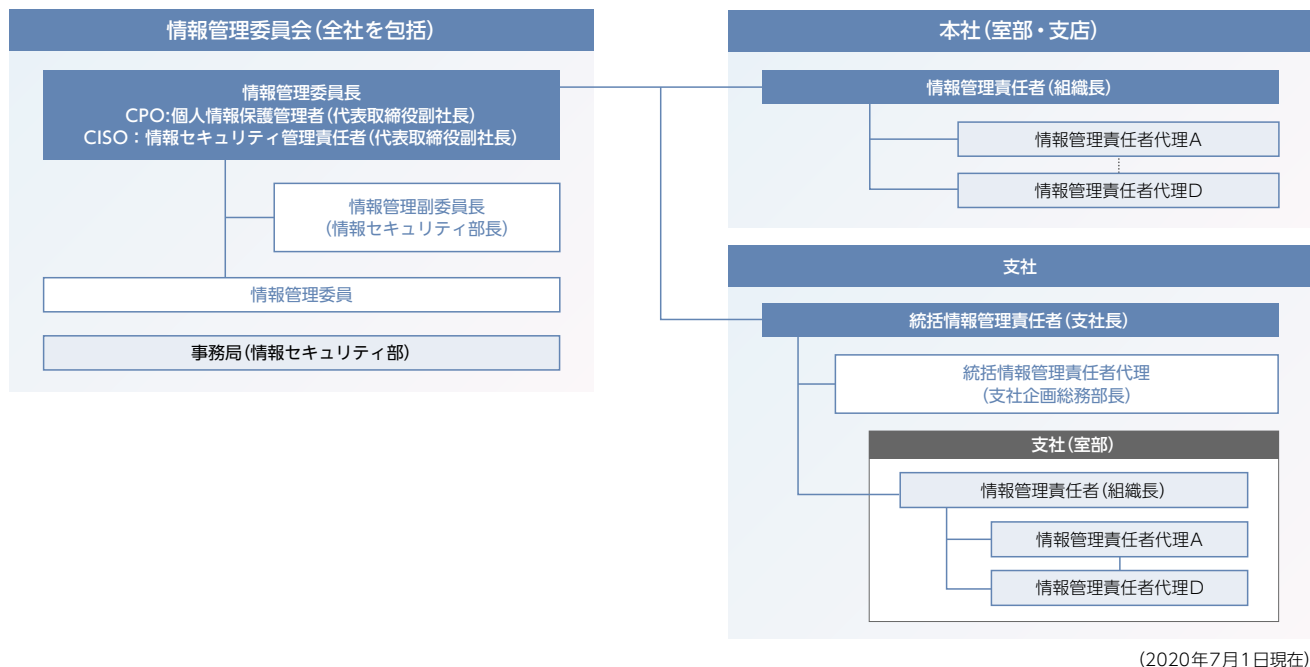 情報管理委員会(全社を包括)
情報管理委員長
CPO:個人情報保護管理者(代表取締役副社長)
CISO：情報セキュリティ管理責任者(代表取締役副社長)
情報管理副委員長
(情報セキュリティ部長)
情報管理委員
事務局(情報セキュリティ部)
本社(室部・支店)
情報管理責任者(組織長)
情報管理責任者代理A
情報管理責任者代理D
支社
統括情報管理責任者(支社長)
統括情報管理責任者代理
(支社企画総務部長)
支社(室部)
情報管理責任者(組織長)
情報管理責任者代理A
情報管理責任者代理D
(2020年7月1日現在)